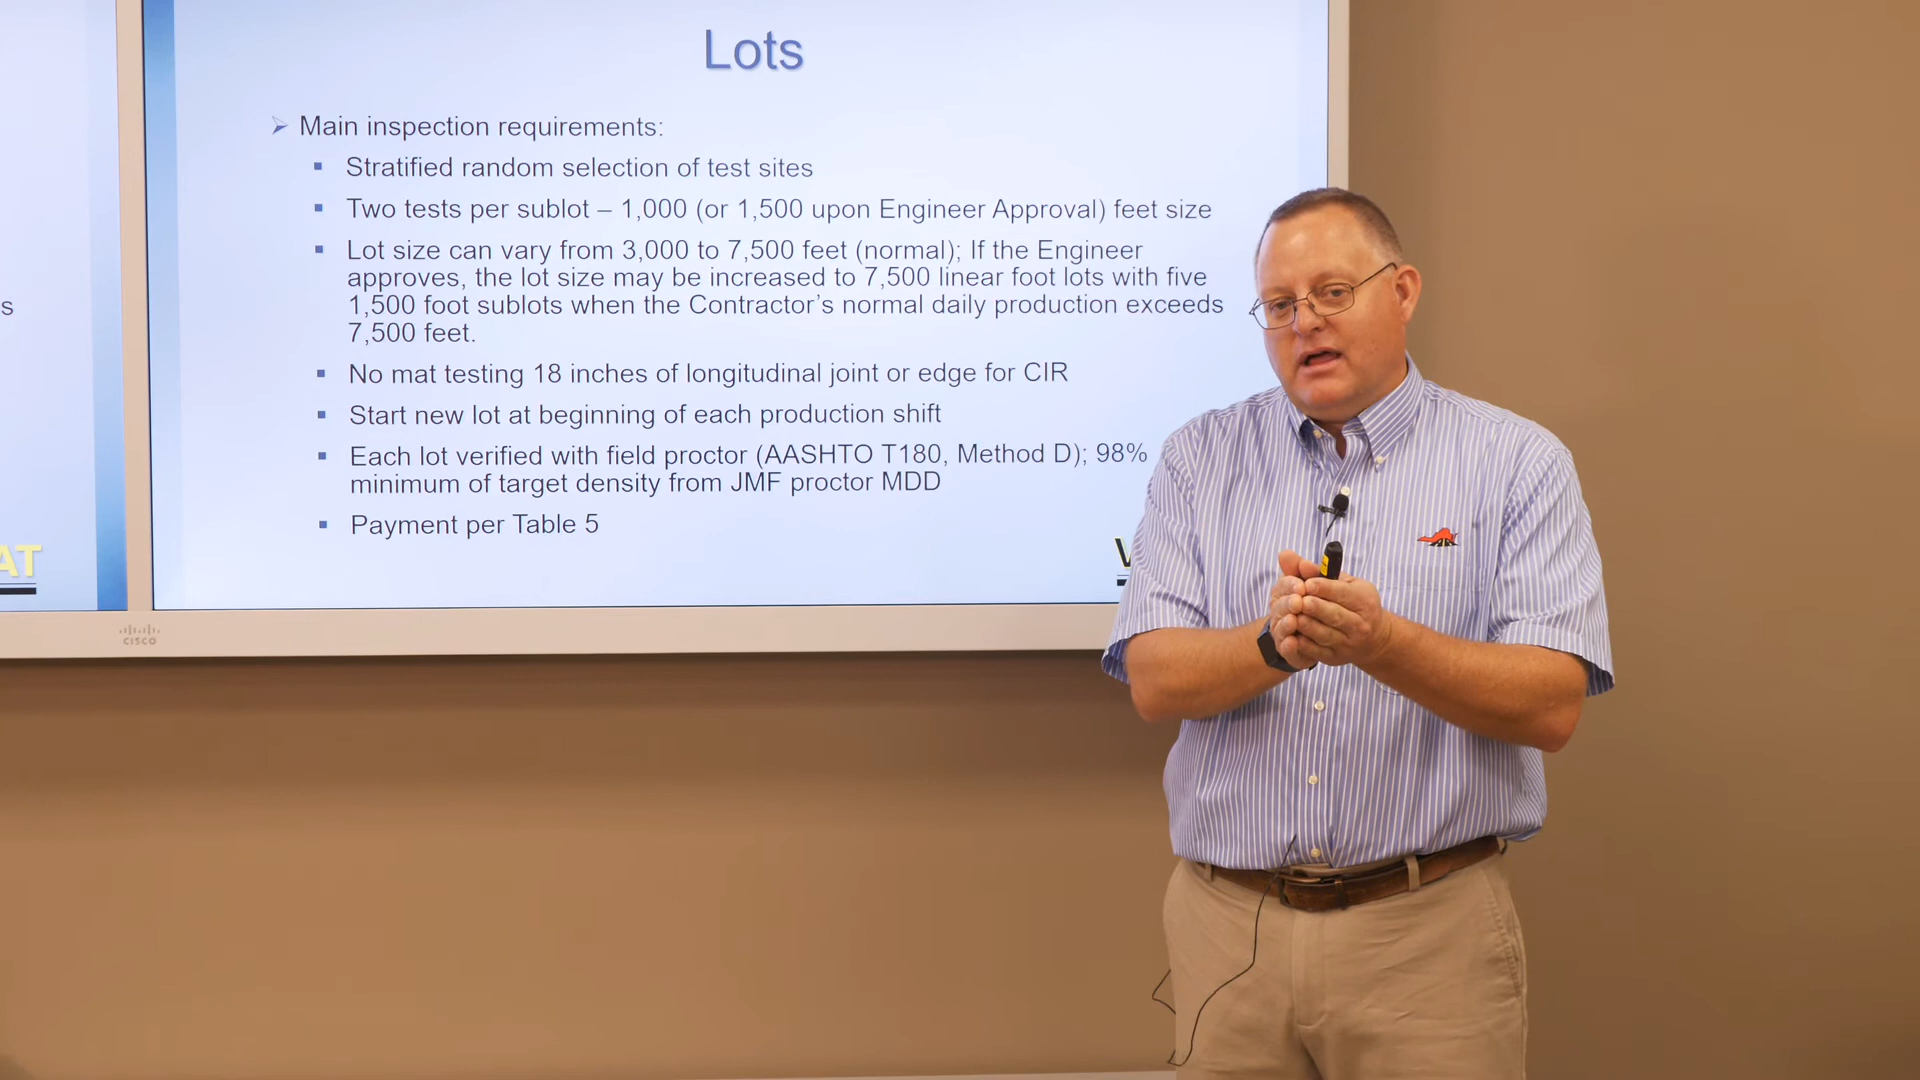 Lots
Main inspection requirements:
Stratified random selection of test sites
Two tests per sublot – 1,000 (or 1,500 upon Engineer Approval) feet size
Lot size can vary from 3,000 to 7,500 feet (normal); If the Engineer
approves, the lot size may be increased to 7,500 linear foot lots with five
1,500 foot sublots when the Contractor's normal daily production exceeds
7,500 feet.
No mat testing 18 inches of longitudinal joint or edge for CIR
Start new lot at beginning of each production shift
Each lot verified with field proctor (AASHTO T180, Method D); 98%
minimum of target density from JMF proctor MDD
Payment per Table 5
s
AT
CISCO